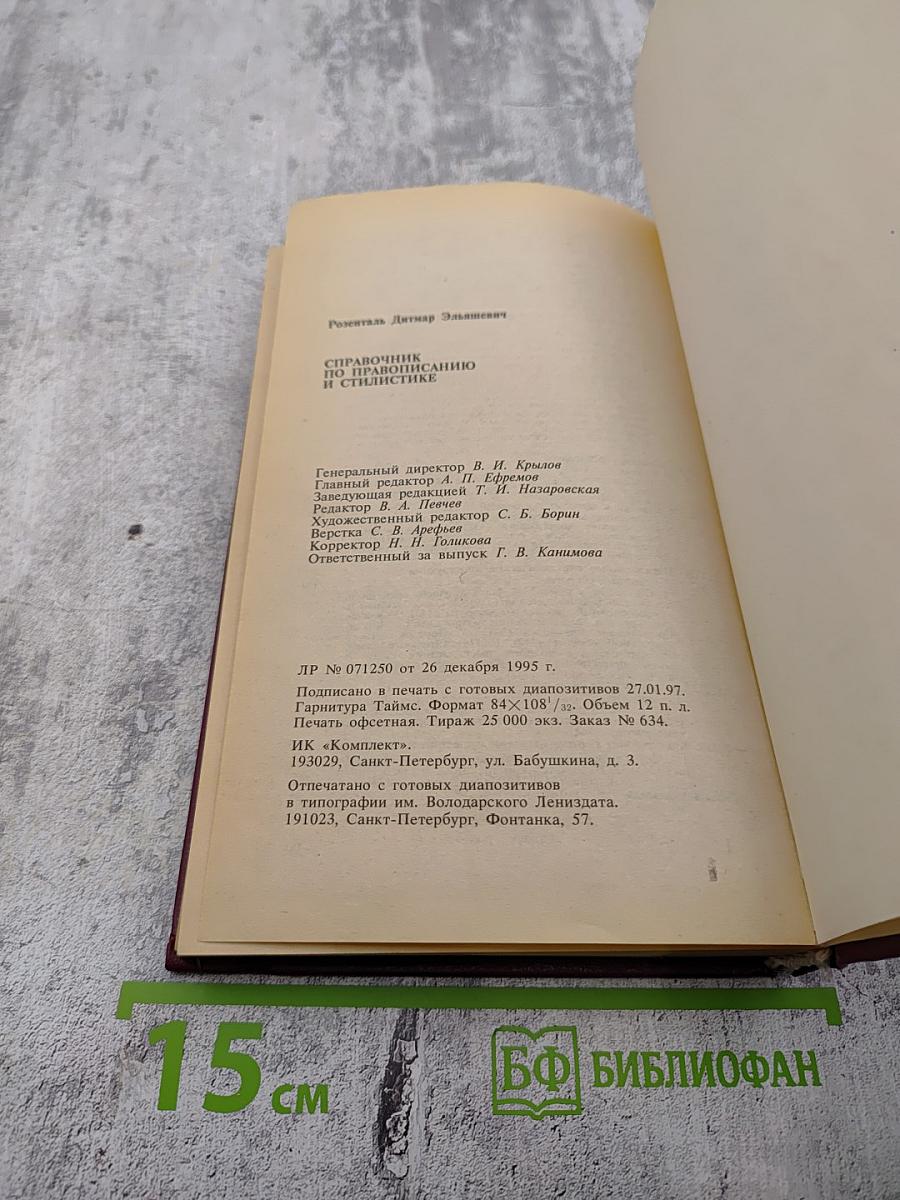 Розенталь Дитмар Эльяшевич
СПРАВОЧНИК
ПО ПРАВОПИСАНИЮ
И СТИЛИСТИКЕ
Генеральный директор В. И. Крылов
Главный редактор А. П. Ефремов
Заведующая редакцией Т. И. Назаровская
Редактор В. А. Певчев
Художественный редактор С. Б. Борин
Верстка С. В. Арефьев
Корректор Н. Н. Голикова
Ответственный за выпуск Г. В. Канимова
ЛР № 071250 от 26 декабря 1995 г.
Подписано в печать с готовых диапозитивов 27.01.97.
Гарнитура Таймс. Формат 84×108¹/₃₂. Объем 12 п. л.
Печать офсетная. Тираж 25 000 экз. Заказ № 634.
ИК «Комплект».
193029, Санкт-Петербург, ул. Бабушкина, д. 3.
Отпечатано с готовых диапозитивов
в типографии им. Володарского Лениздата.
191023, Санкт-Петербург, Фонтанка, 57.
15 см
БФ БИБЛИОФАН